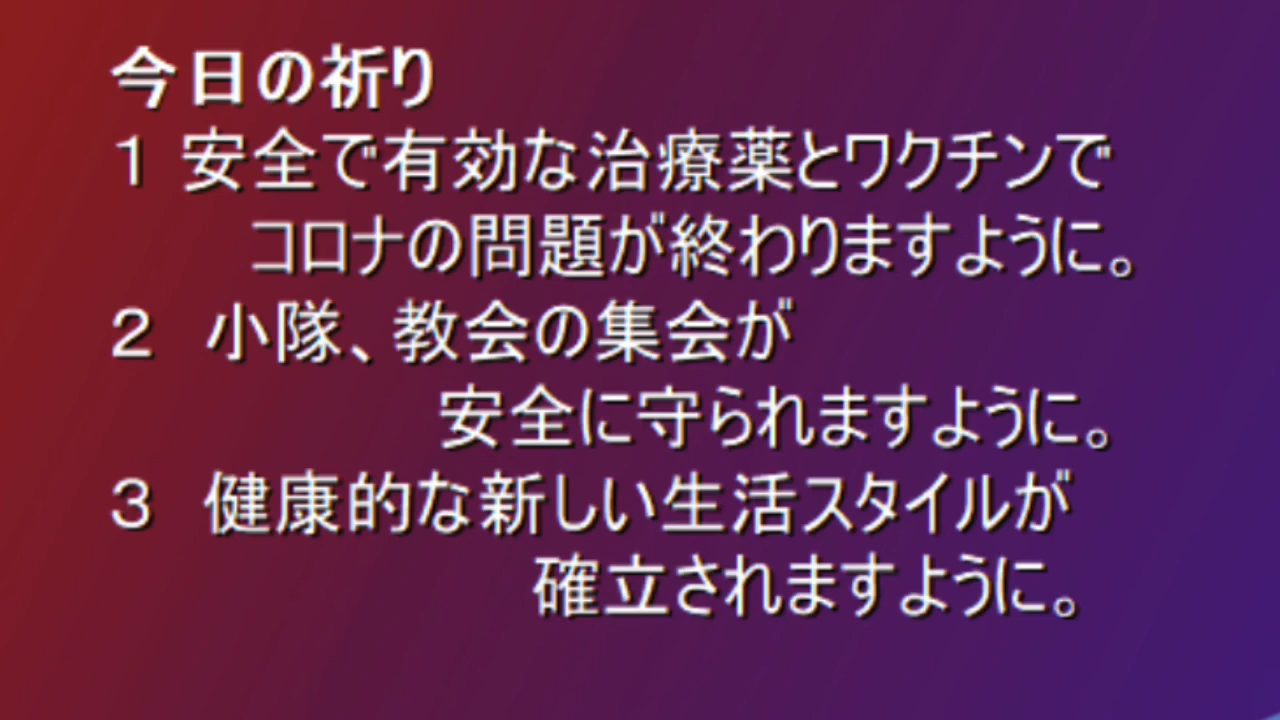 今日の祈り
１ 安全で有効な治療薬とワクチンで
コロナの問題が終わりますように。
２　小隊、教会の集会が
安全に守られますように。
３　健康的な新しい生活スタイルが
確立されますように。